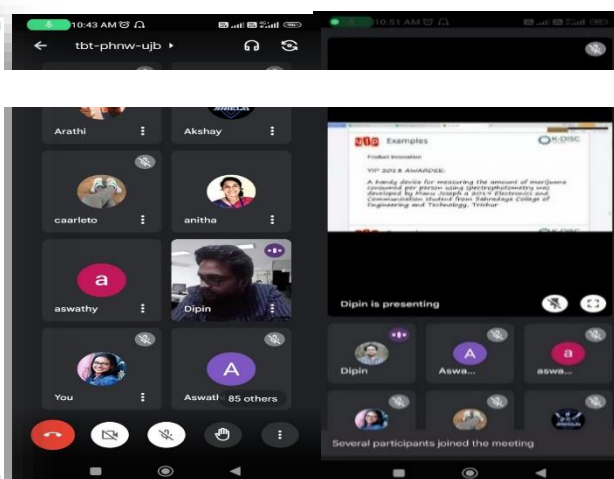 10:43 AM
tbt-phnw-ujb
Arathi
Akshay
caarleto
anitha
a
aswathy
Dipin
You
A
Aswath
85 others
10:51 AM
yip Examples
K-DISC
Product Innovation
YIP 2018 AWARDEE:
A handy device for measuring the amount of marijuana
consumed per person using spectrophotometry was
developed by Manu Joseph a 2014 Electronics and
Communication student from Sahradaya College of
Engineering and Technology, Trichur
Dipin is presenting
Dipin
A
Aswa...
a
aswa...
Several participants joined the meeting